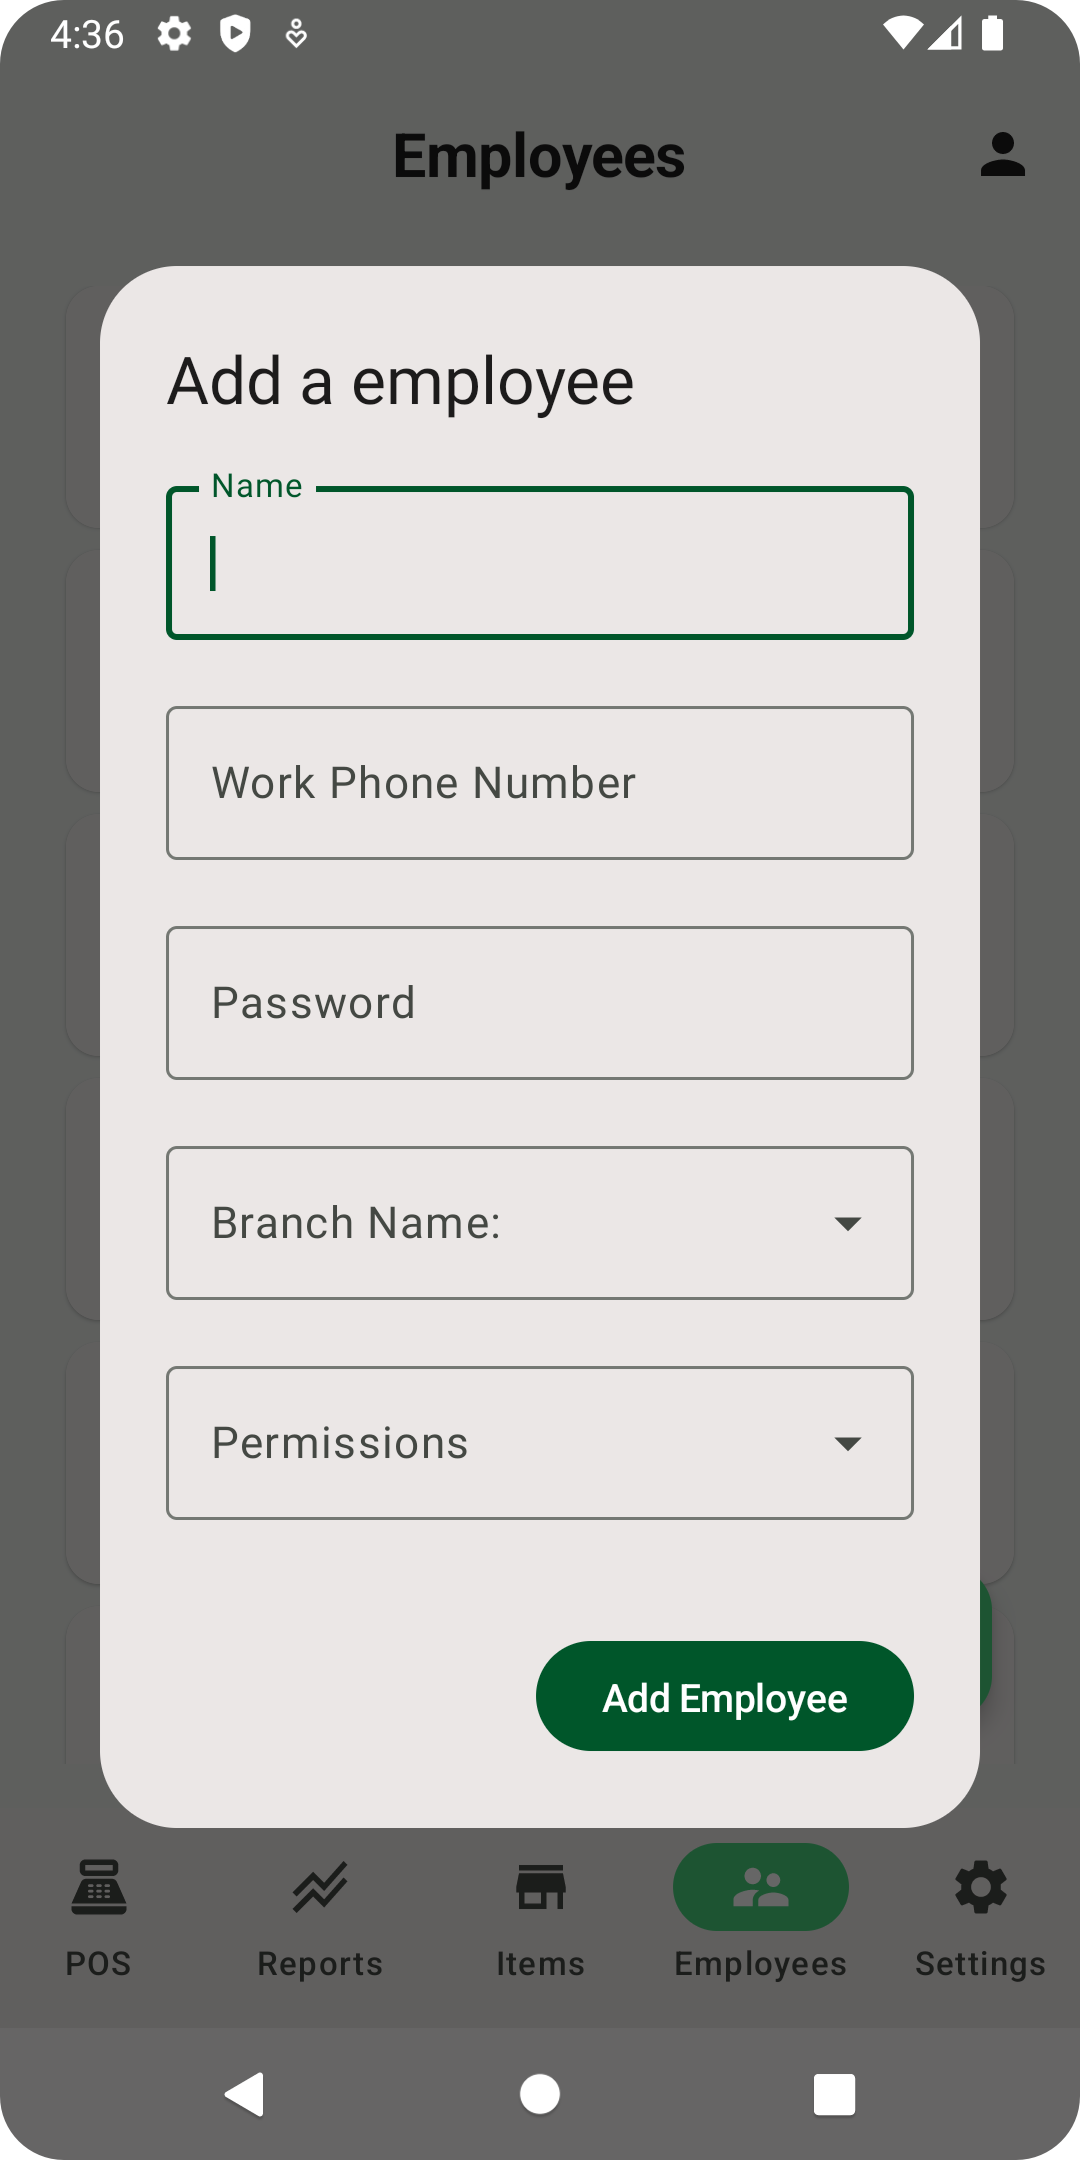 4:36
Employees
Add a employee
Name
Work Phone Number
Password
Branch Name:
Permissions
Add Employee
POS
Reports
Items
Employees
Settings